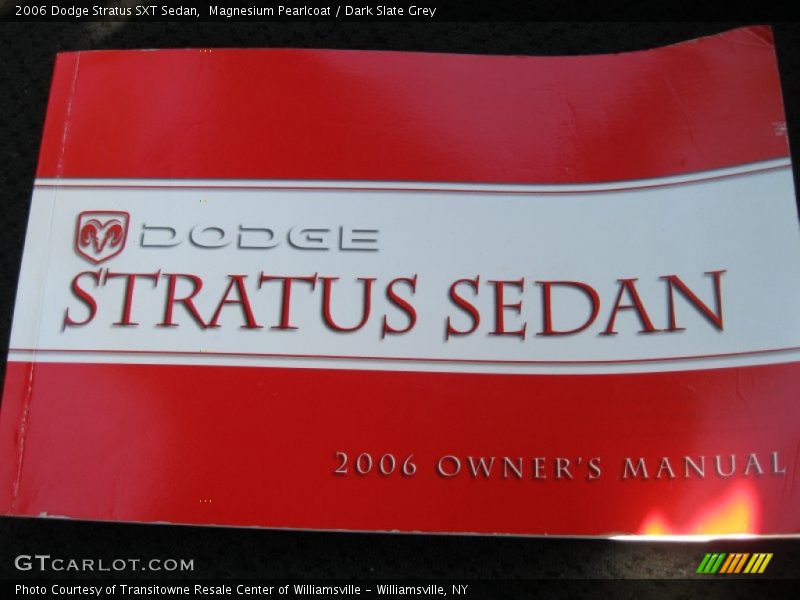 2006 Dodge Stratus SXT Sedan,  Magnesium Pearlcoat / Dark Slate Grey
DODGE
STRATUS SEDAN
2006 OWNER'S MANUAL
GTCARLOT.COM
Photo Courtesy of Transitowne Resale Center of Williamsville - Williamsville, NY